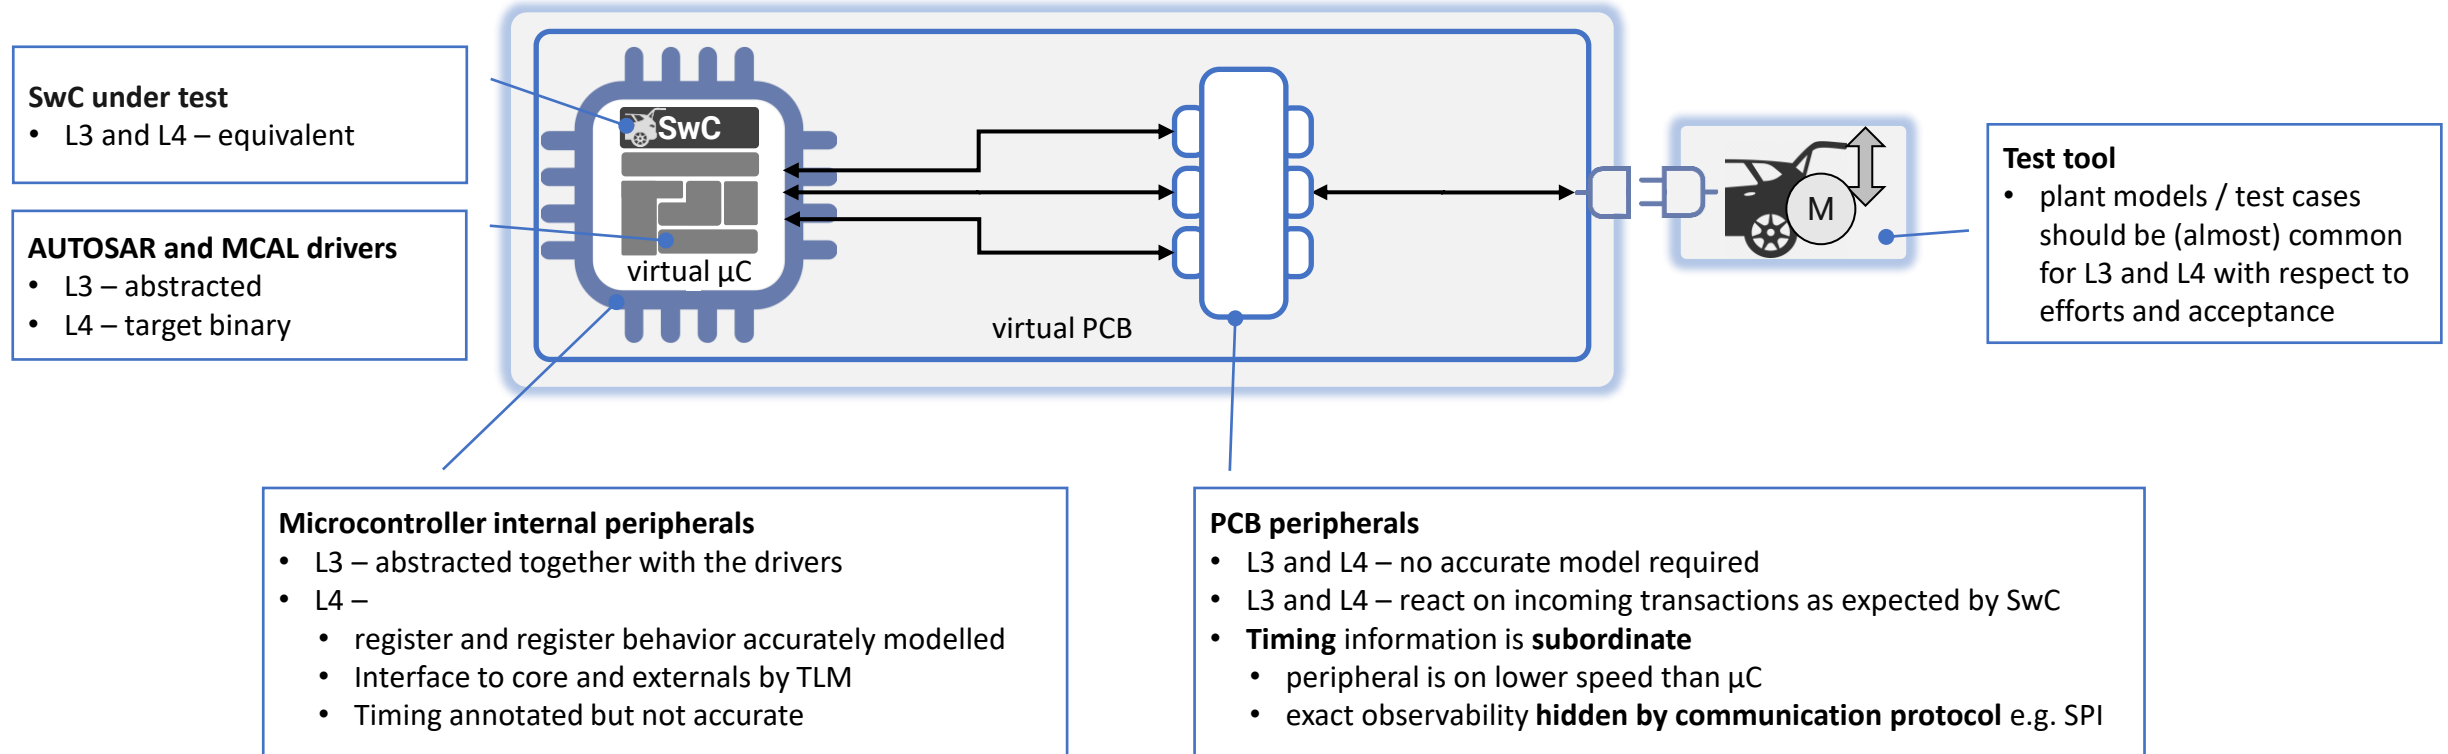 SwC under test
• L3 and L4 – equivalent
AUTOSAR and MCAL drivers
• L3 – abstracted
• L4 – target binary
SwC
virtual µC
virtual PCB
M
Test tool
• plant models / test cases
should be (almost) common
for L3 and L4 with respect to
efforts and acceptance
Microcontroller internal peripherals
• L3 – abstracted together with the drivers
• L4 –
• register and register behavior accurately modelled
• Interface to core and externals by TLM
• Timing annotated but not accurate
PCB peripherals
• L3 and L4 – no accurate model required
• L3 and L4 – react on incoming transactions as expected by SwC
• Timing information is subordinate
• peripheral is on lower speed than µC
• exact observability hidden by communication protocol e.g. SPI